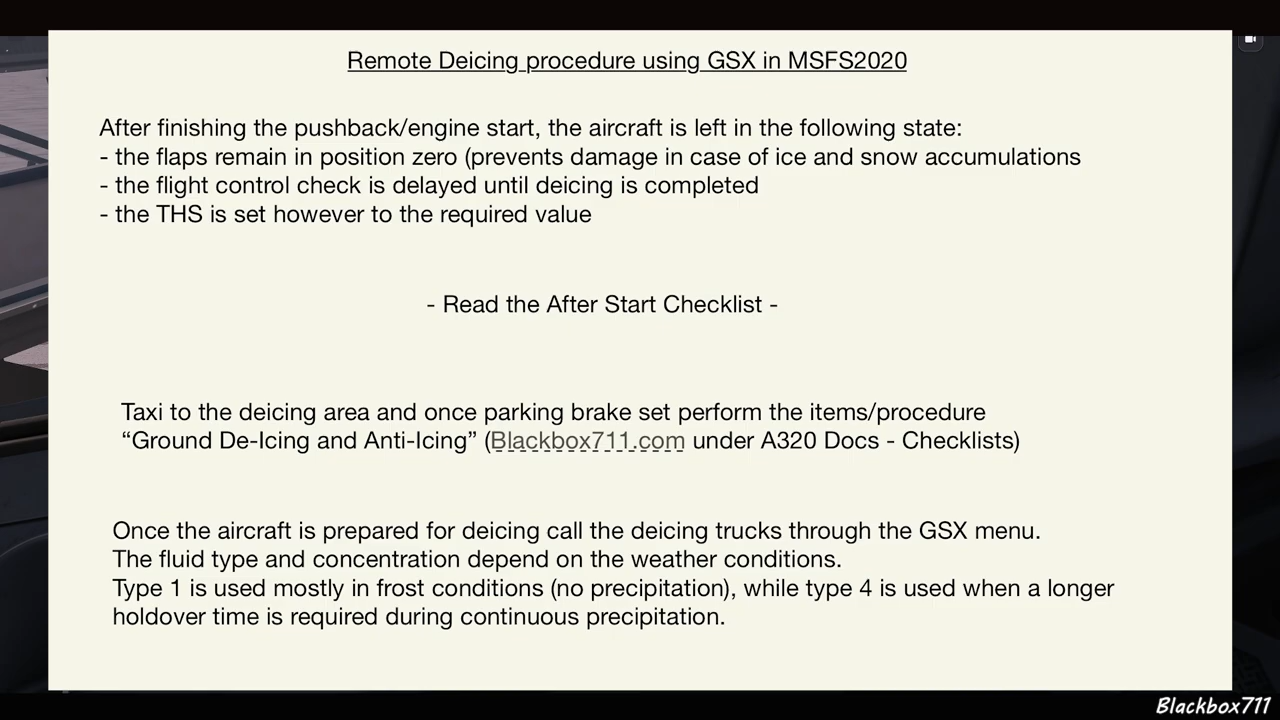 Remote Deicing procedure using GSX in MSFS2020
After finishing the pushback/engine start, the aircraft is left in the following state:
- the flaps remain in position zero (prevents damage in case of ice and snow accumulations
- the flight control check is delayed until deicing is completed
- the THS is set however to the required value
- Read the After Start Checklist -
Taxi to the deicing area and once parking brake set perform the items/procedure
“Ground De-Icing and Anti-Icing” (Blackbox711.com under A320 Docs - Checklists)
Once the aircraft is prepared for deicing call the deicing trucks through the GSX menu.
The fluid type and concentration depend on the weather conditions.
Type 1 is used mostly in frost conditions (no precipitation), while type 4 is used when a longer
holdover time is required during continuous precipitation.
Blackbox711